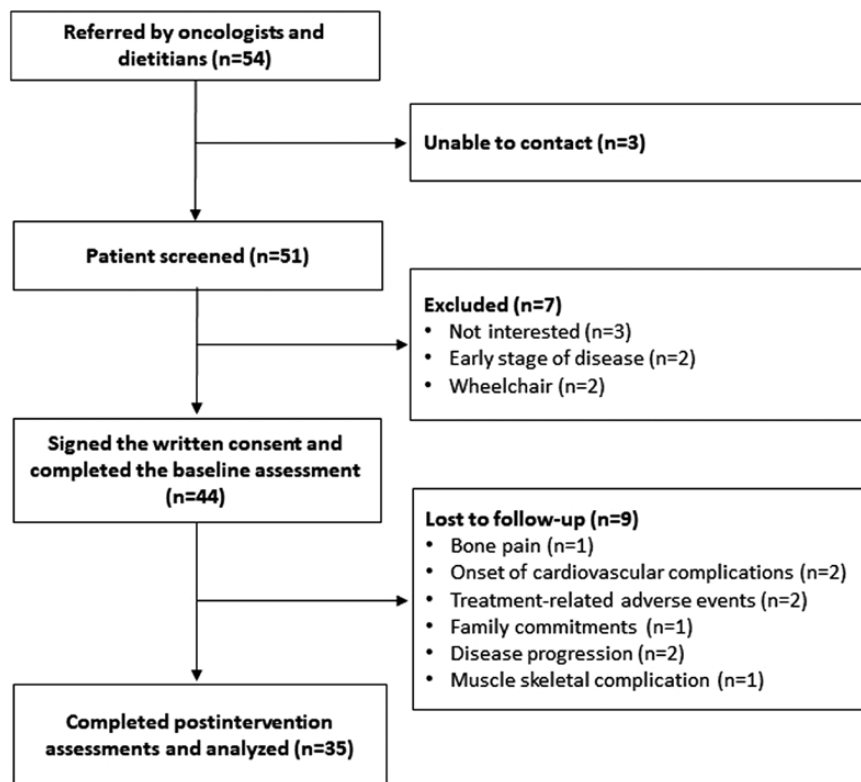 Referred by oncologists and
dietitians (n=54)
Unable to contact (n=3)
Patient screened (n=51)
Excluded (n=7)
• Not interested (n=3)
• Early stage of disease (n=2)
• Wheelchair (n=2)
Signed the written consent and
completed the baseline assessment
(n=44)
Lost to follow-up (n=9)
• Bone pain (n=1)
• Onset of cardiovascular complications (n=2)
• Treatment-related adverse events (n=2)
• Family commitments (n=1)
• Disease progression (n=2)
• Muscle skeletal complication (n=1)
Completed postintervention
assessments and analyzed (n=35)